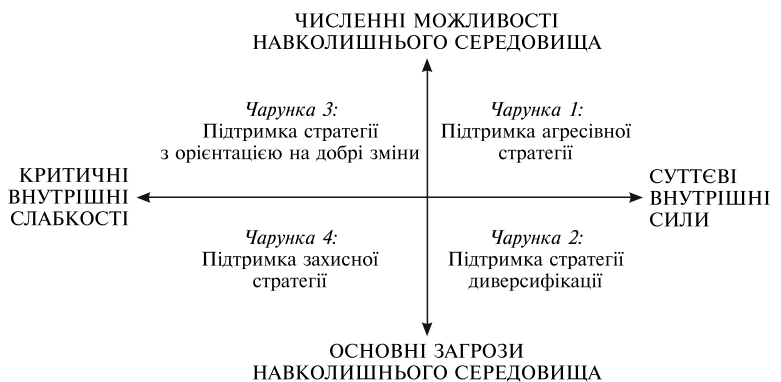 ЧИСЛЕННІ МОЖЛИВОСТІ
НАВКОЛИШНЬОГО СЕРЕДОВИЩА
Чарунка 3:
Підтримка стратегії
з орієнтацією на добрі зміни
Чарунка 1:
Підтримка агресівної
стратегії
КРИТИЧНІ
ВНУТРІШНІ
СЛАБКОСТІ
СУТТЄВІ
ВНУТРІШНІ
СИЛИ
Чарунка 4:
Підтримка захисної
стратегії
Чарунка 2:
Підтримка стратегії
диверсифікації
ОСНОВНІ ЗАГРОЗИ
НАВКОЛИШНЬОГО СЕРЕДОВИЩА